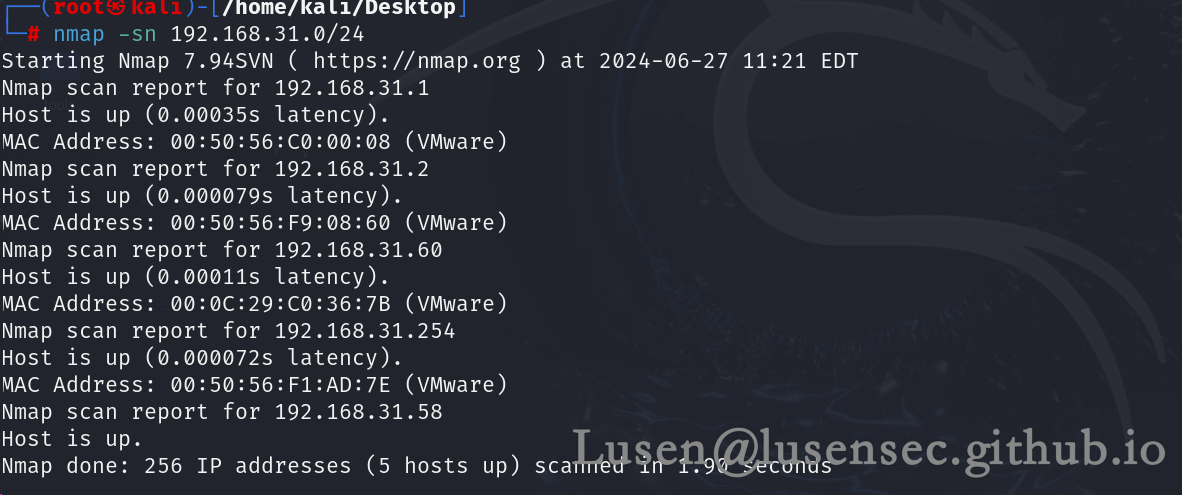 ┌──(root㉿kali)-[/home/kali/Desktop]
└─# nmap -sn 192.168.31.0/24
Starting Nmap 7.94SVN ( https://nmap.org ) at 2024-06-27 11:21 EDT
Nmap scan report for 192.168.31.1
Host is up (0.00035s latency).
MAC Address: 00:50:56:C0:00:08 (VMware)
Nmap scan report for 192.168.31.2
Host is up (0.000079s latency).
MAC Address: 00:50:56:F9:08:60 (VMware)
Nmap scan report for 192.168.31.60
Host is up (0.00011s latency).
MAC Address: 00:0C:29:C0:36:7B (VMware)
Nmap scan report for 192.168.31.254
Host is up (0.000072s latency).
MAC Address: 00:50:56:F1:AD:7E (VMware)
Nmap scan report for 192.168.31.58
Host is up.
Nmap done: 256 IP addresses (5 hosts up) scanned in 1.90 seconds
Lusen@lusensec.github.io